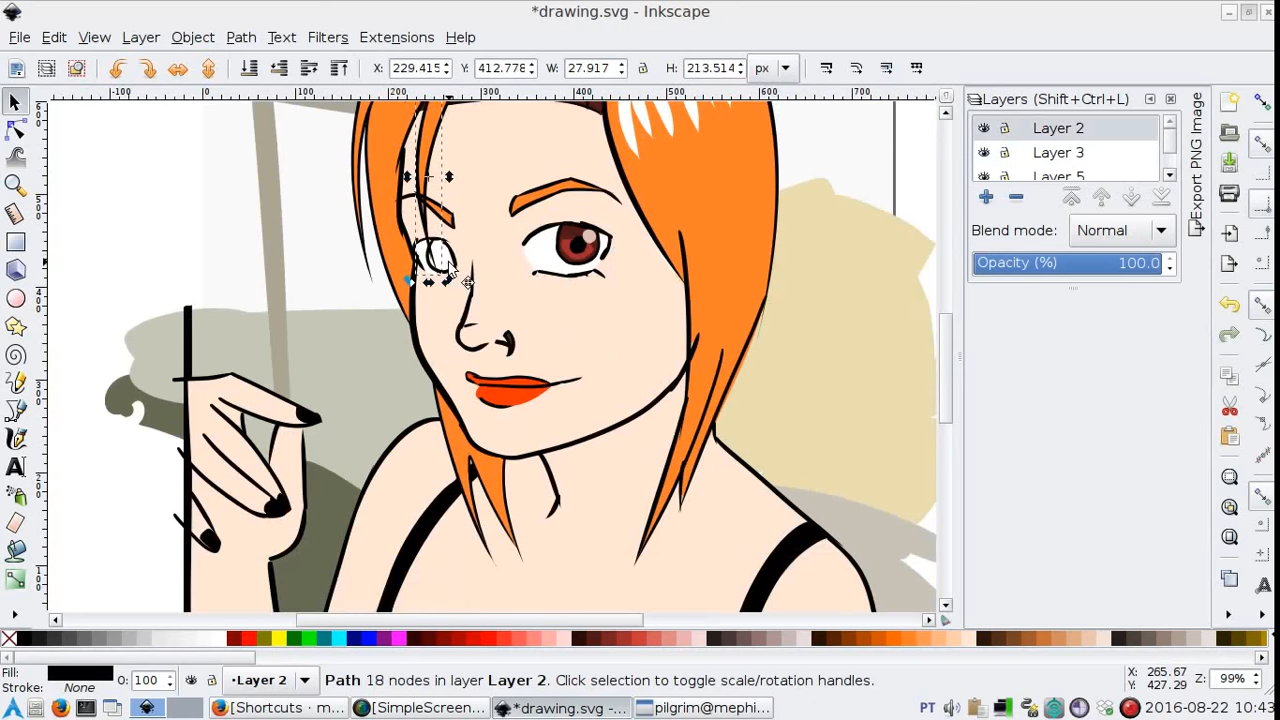 *drawing.svg - Inkscape
File Edit View Layer Object Path Text Filters Extensions Help
X: 229.415 Y: 412.778 W: 27.917 H: 213.514 px
-100 0 100 200 300 400 500 600 700
Layers (Shift+Ctrl+L)
Layer 2
Layer 3
Layer 5
Blend mode: Normal
Opacity (%) 100.0
Export PNG Image
Fill:
Stroke: None
O: 100
Layer 2
Path 18 nodes in layer Layer 2. Click selection to toggle scale/rotation handles.
X: 265.67
Y: 427.29
Z: 99%
[Shortcuts · m... [SimpleScreen... *drawing.svg -... pilgrim@mephi... PT 2016-08-22 10:43